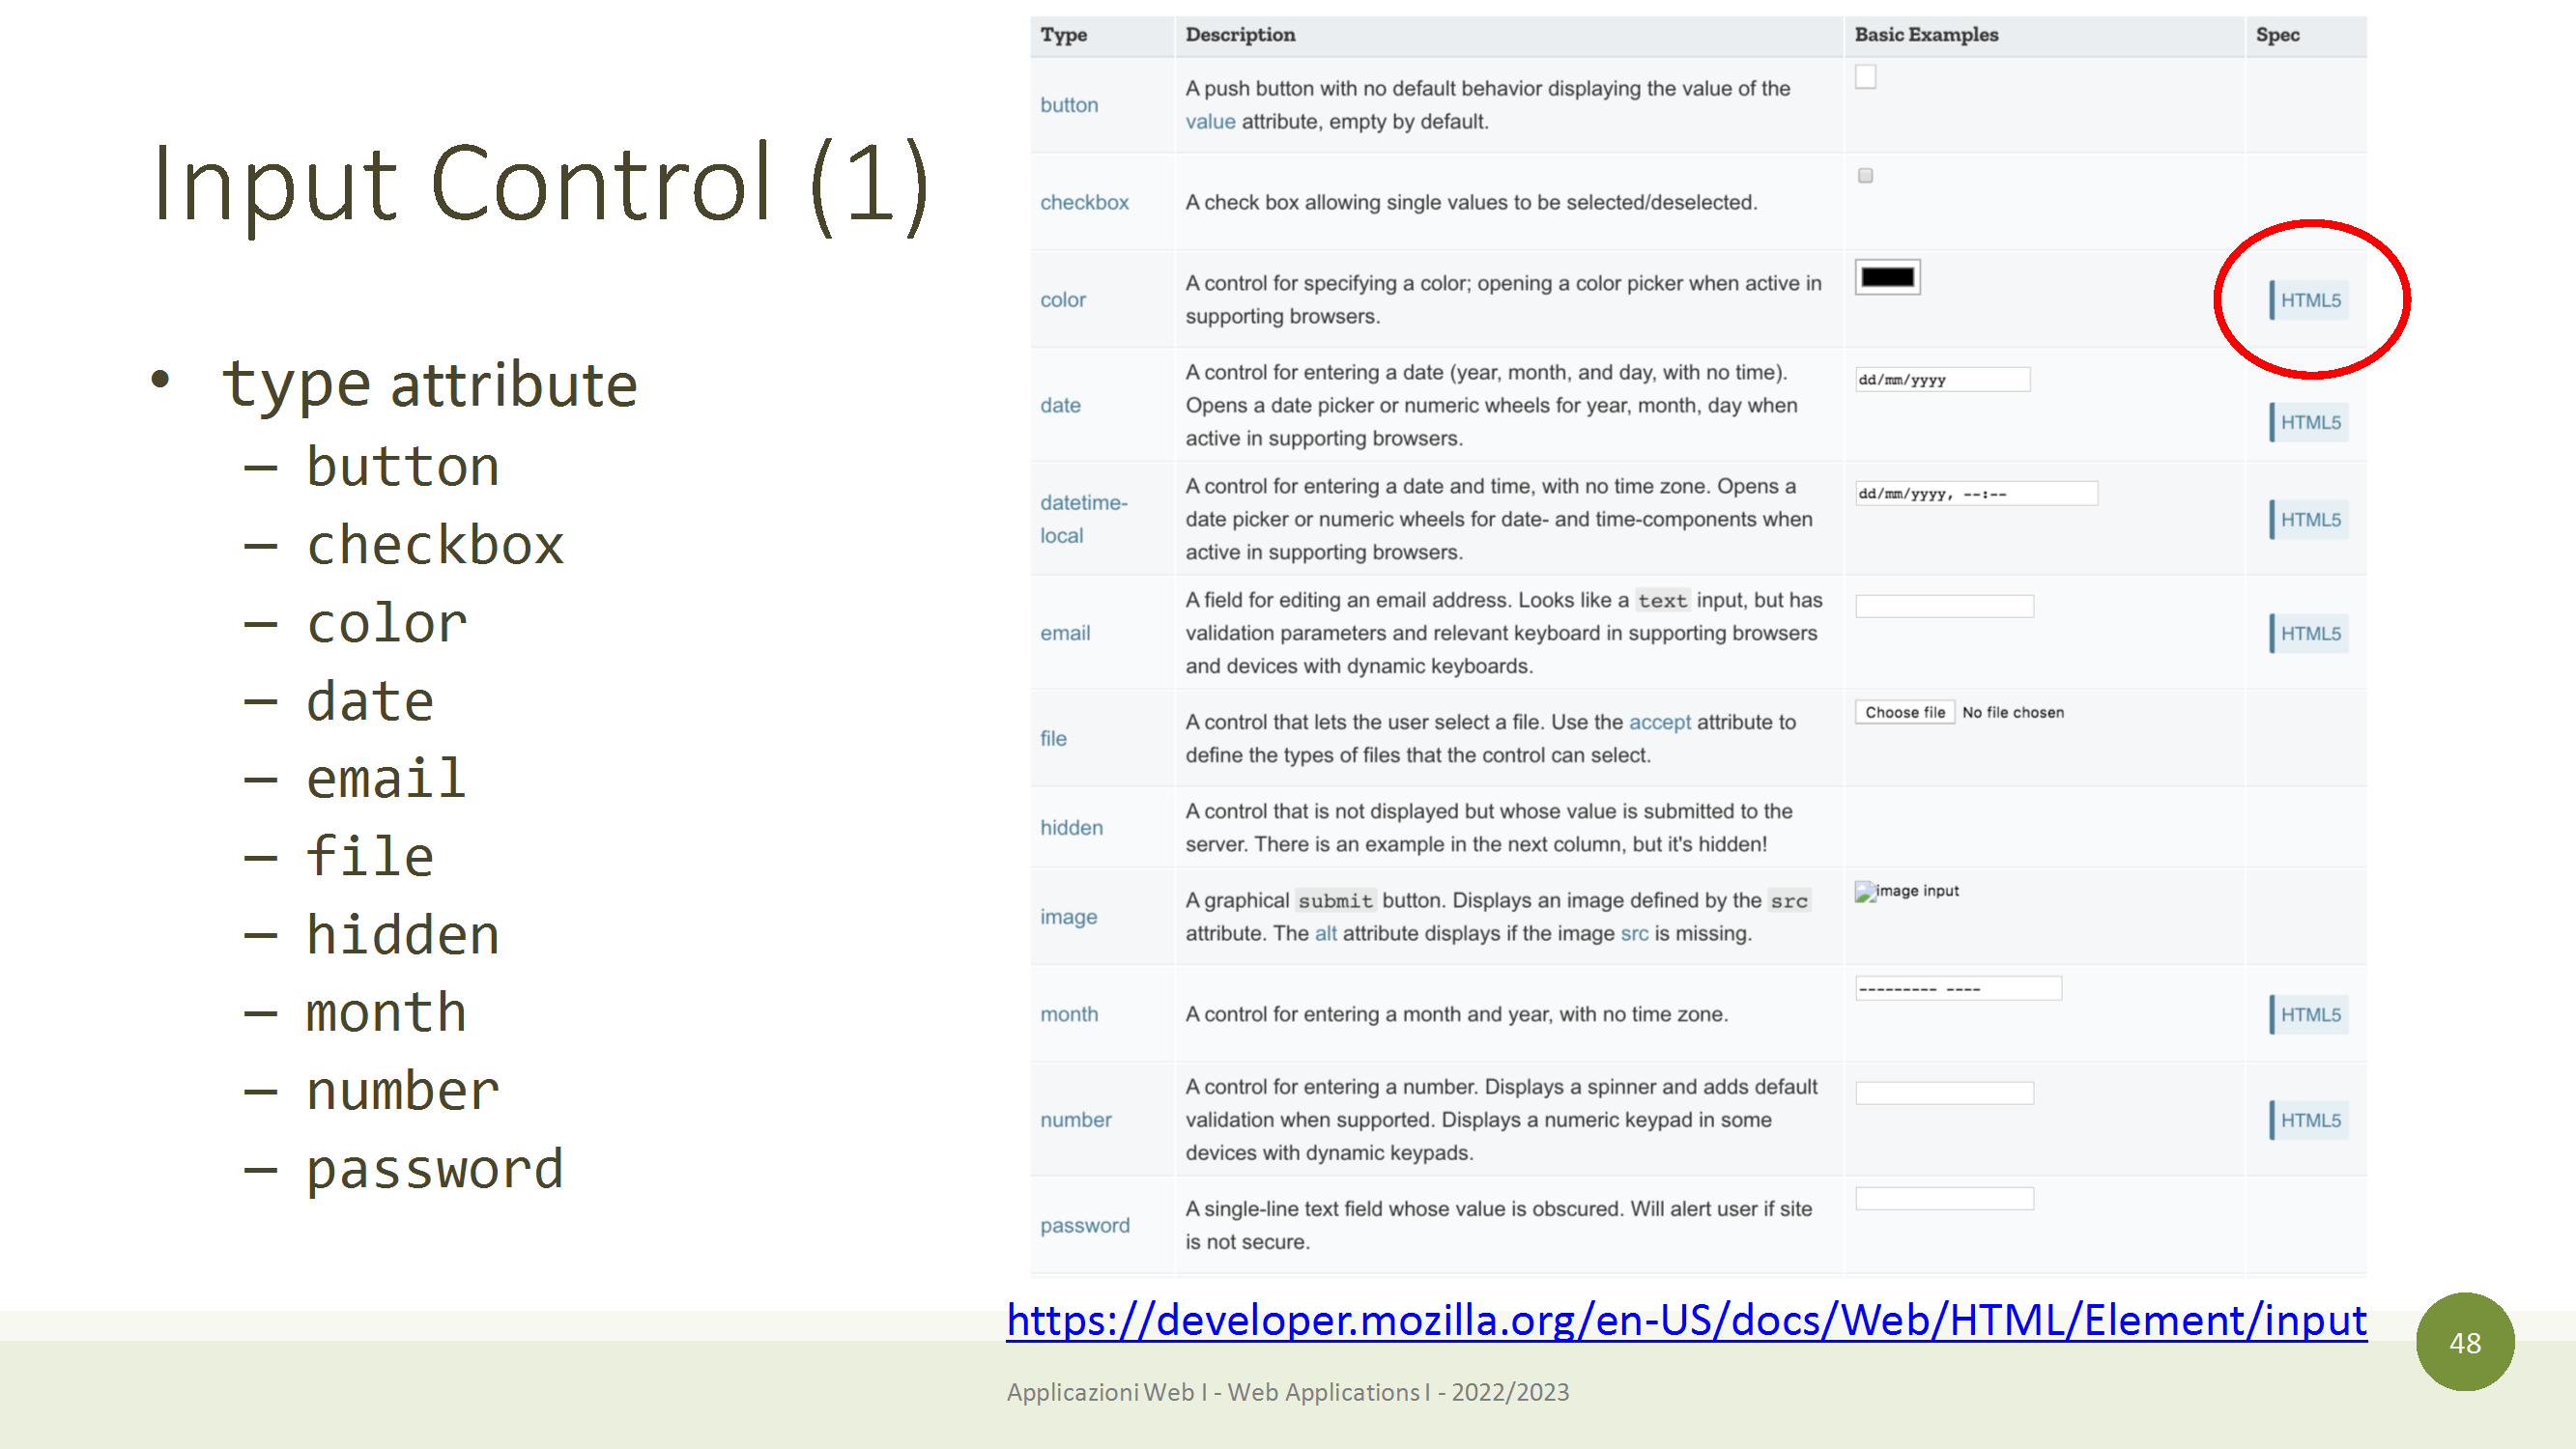 Input Control (1)
• type attribute
– button
– checkbox
– color
– date
– email
– file
– hidden
– month
– number
– password
Type Description Basic Examples Spec
button
A push button with no default behavior displaying the value of the
value attribute, empty by default.
checkbox
A check box allowing single values to be selected/deselected.
color
A control for specifying a color; opening a color picker when active in
supporting browsers.
HTML5
date
A control for entering a date (year, month, and day, with no time).
Opens a date picker or numeric wheels for year, month, day when
active in supporting browsers.
dd/mm/yyyy
HTML5
datetime-
local
A control for entering a date and time, with no time zone. Opens a
date picker or numeric wheels for date- and time-components when
active in supporting browsers.
dd/mm/yyyy, --:--
HTML5
email
A field for editing an email address. Looks like a text input, but has
validation parameters and relevant keyboard in supporting browsers
and devices with dynamic keyboards.
HTML5
file
A control that lets the user select a file. Use the accept attribute to
define the types of files that the control can select.
Choose file No file chosen
hidden
A control that is not displayed but whose value is submitted to the
server. There is an example in the next column, but it's hidden!
image
A graphical submit button. Displays an image defined by the src
attribute. The alt attribute displays if the image src is missing.
image input
month
A control for entering a month and year, with no time zone.
--------- ----
HTML5
number
A control for entering a number. Displays a spinner and adds default
validation when supported. Displays a numeric keypad in some
devices with dynamic keypads.
HTML5
password
A single-line text field whose value is obscured. Will alert user if site
is not secure.
https://developer.mozilla.org/en-US/docs/Web/HTML/Element/input
48
Applicazioni Web I - Web Applications I - 2022/2023